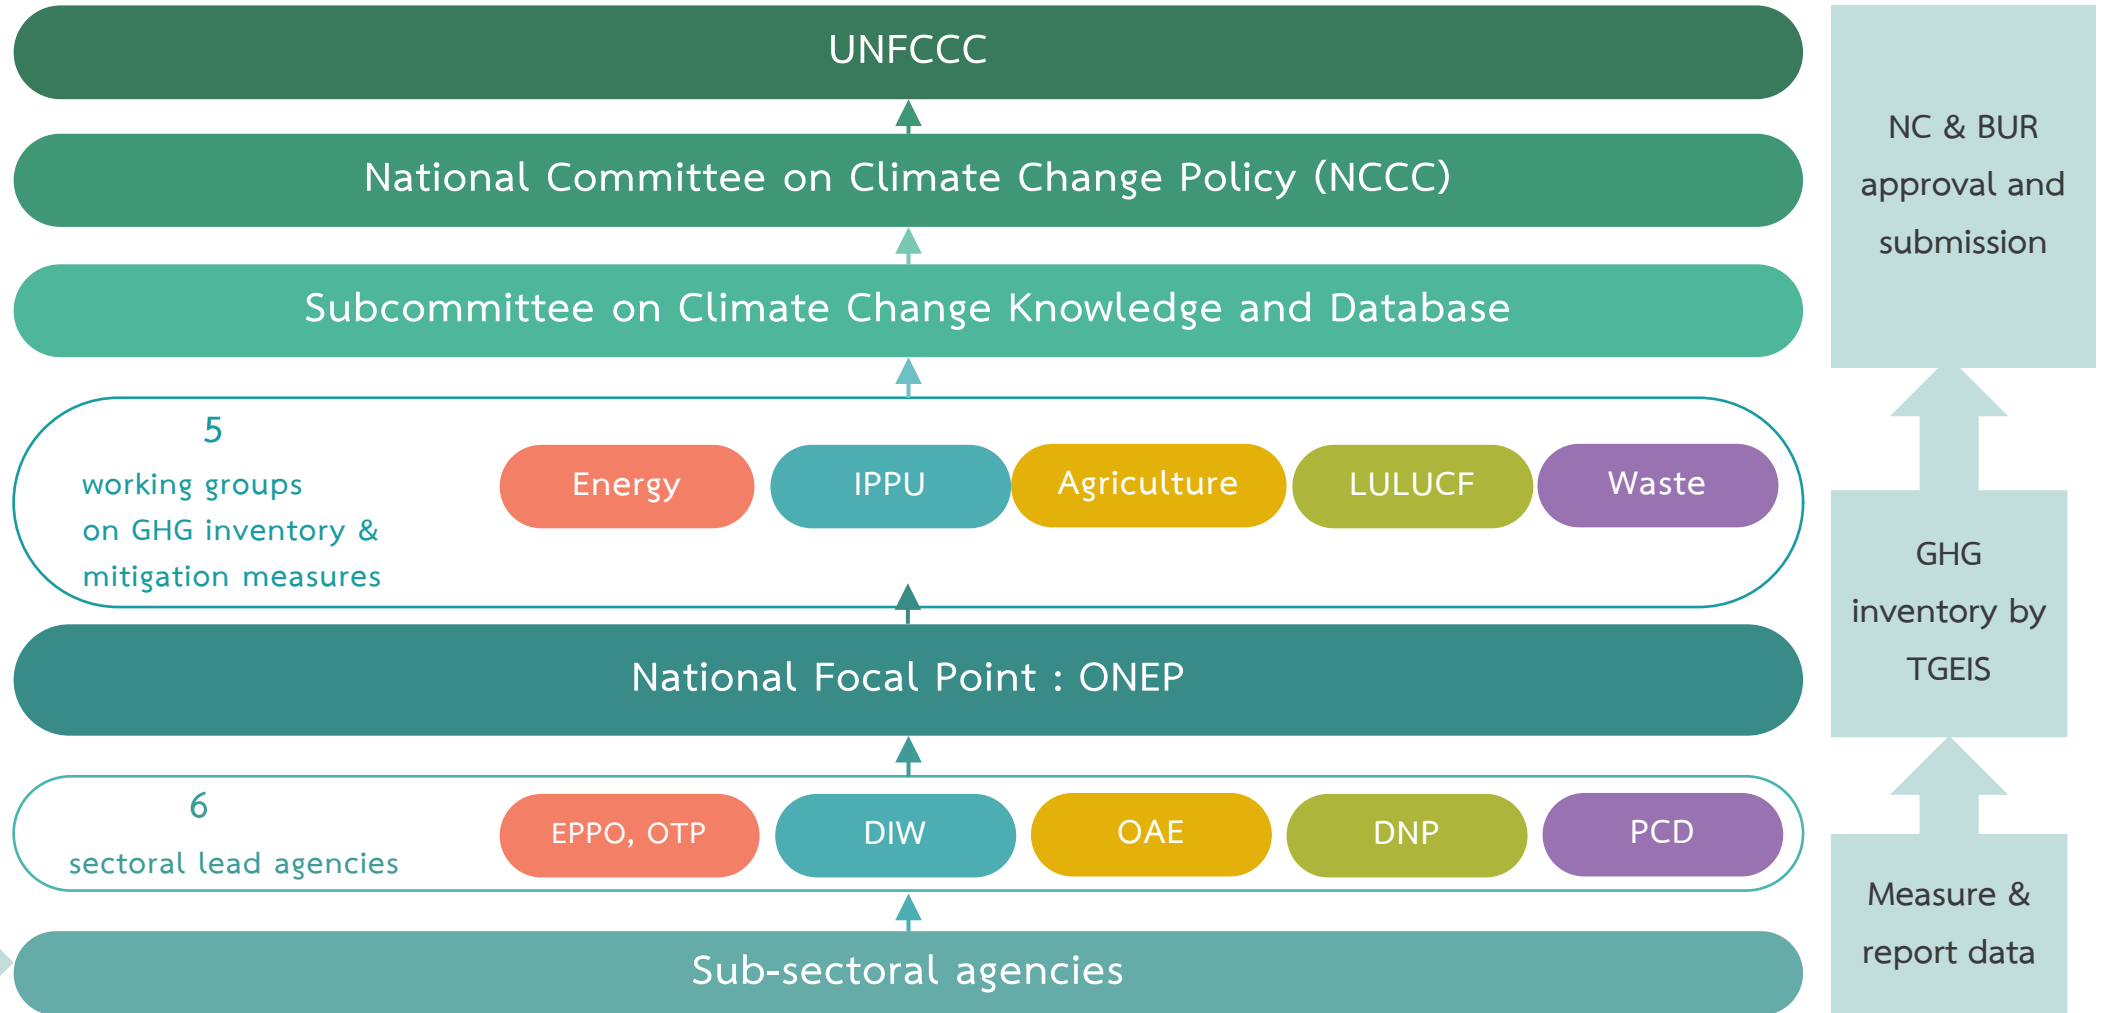 UNFCCC
National Committee on Climate Change Policy (NCCC)
Subcommittee on Climate Change Knowledge and Database
5
working groups
on GHG inventory &
mitigation measures
Energy
IPPU
Agriculture
LULUCF
Waste
National Focal Point : ONEP
6
sectoral lead agencies
EPPO, OTP
DIW
OAE
DNP
PCD
Sub-sectoral agencies
NC & BUR
approval and
submission
GHG
inventory by
TGEIS
Measure &
report data